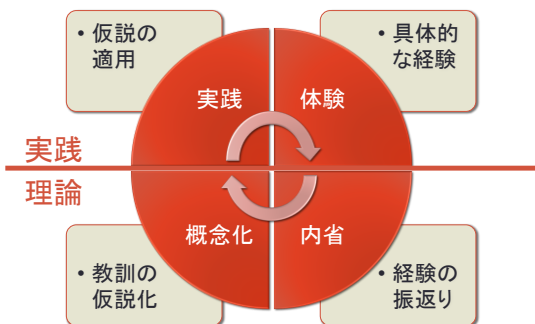 ・仮説の
適用
・具体的
な経験
実践
体験
実践
理論
概念化
内省
・教訓の
仮説化
・経験の
振返り